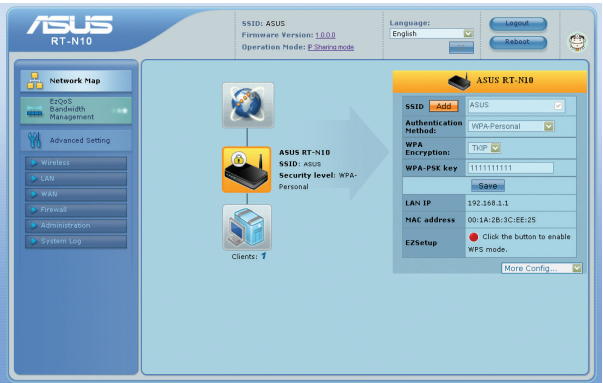 ASUS
RT-N10
SSID: ASUS
Firmware Version: 1.0.0.0
Operation Mode: IP Sharing mode
Language:
English
Logout
Reboot
Network Map
EzQoS
Bandwidth
Management
Advanced Setting
Wireless
LAN
WAN
Firewall
Administration
System Log
ASUS RT-N10
SSID: ASUS
Security level: WPA-
Personal
Clients: 1
ASUS RT-N10
SSID Add ASUS
Authentication
Method: WPA-Personal
WPA
Encryption: TKIP
WPA-PSK key 1111111111
Save
LAN IP 192.168.1.1
MAC address 00:1A:2B:3C:EE:25
EZSetup Click the button to enable
WPS mode.
More Config...